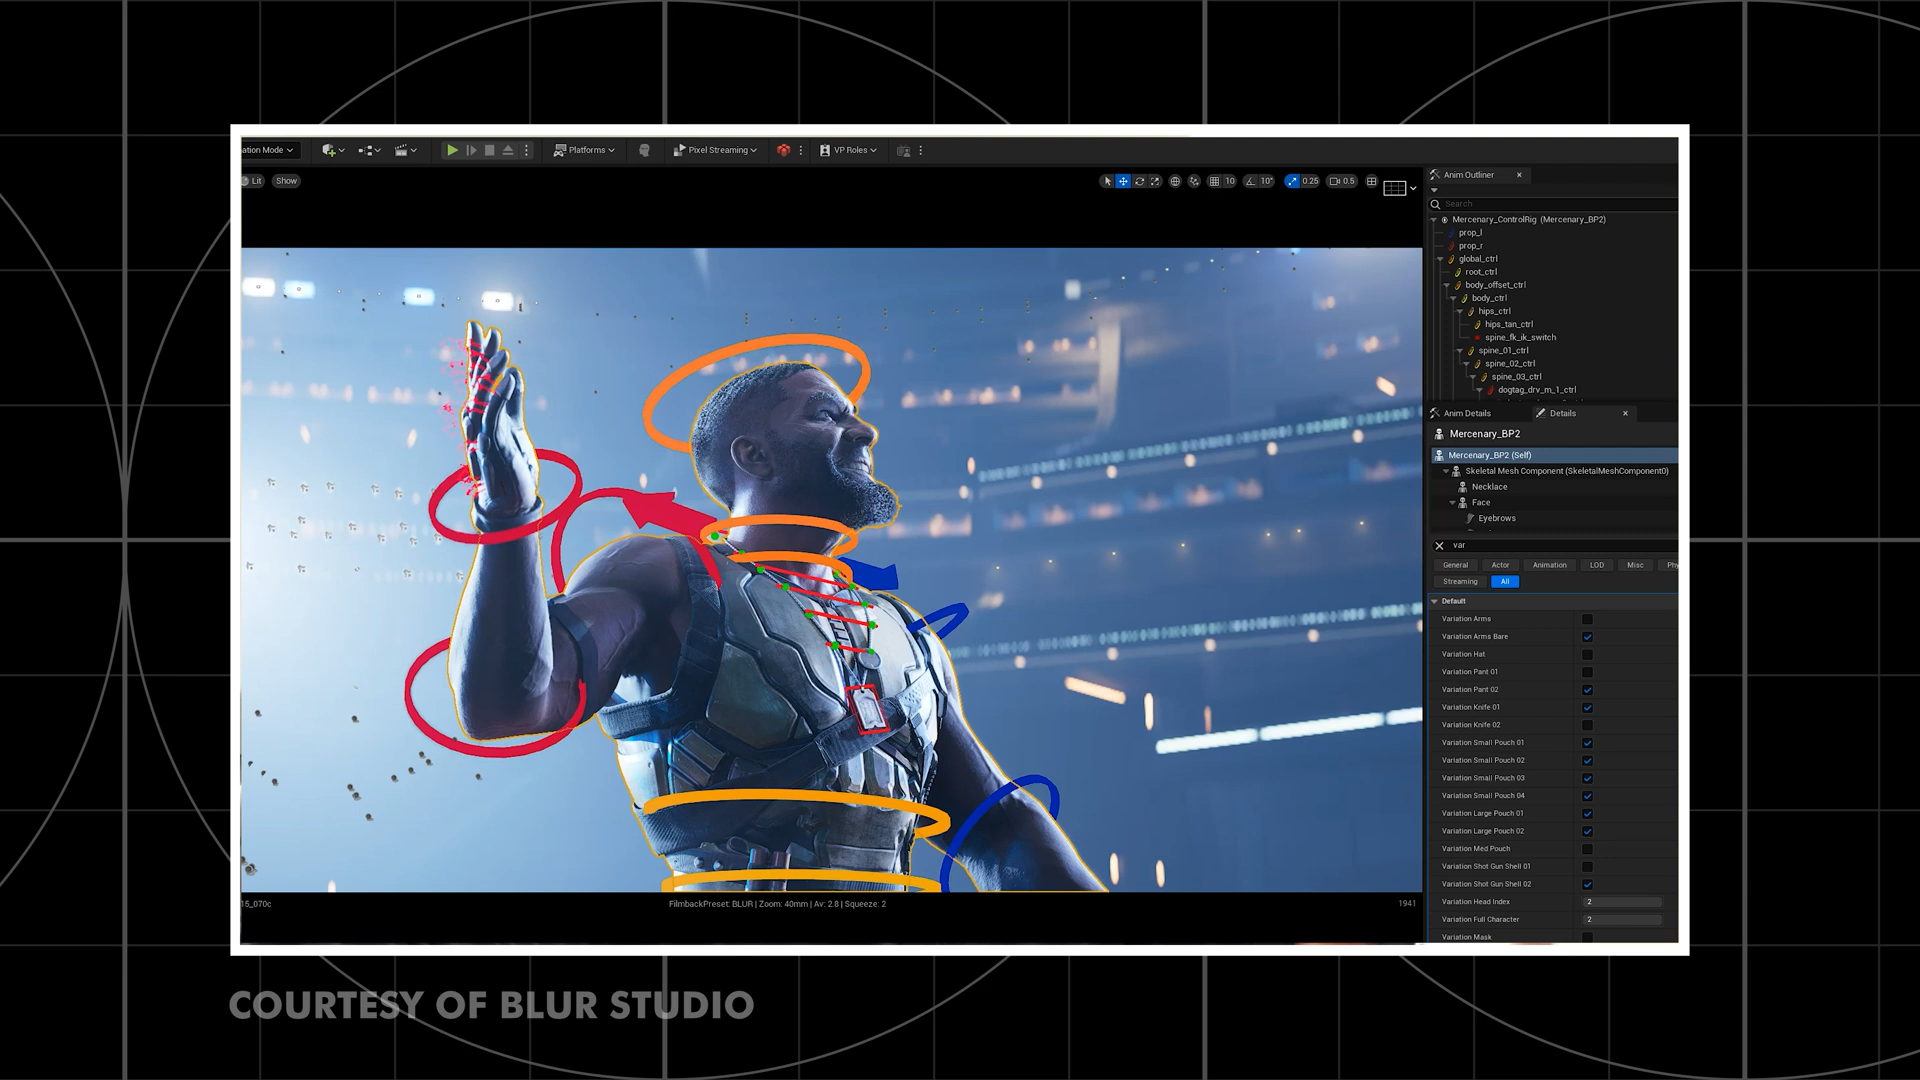 ation Mode
Platforms
Pixel Streaming
VP Roles
Lit
Show
10
10°
0.25
0.5
Anim Outliner
Search
Mercenary_ControlRig (Mercenary_BP2)
prop_l
prop_r
global_ctrl
root_ctrl
body_offset_ctrl
body_ctrl
hips_ctrl
hips_tan_ctrl
spine_fk_ik_switch
spine_01_ctrl
spine_02_ctrl
spine_03_ctrl
dogtag_drv_m_1_ctrl
Anim Details
Details
Mercenary_BP2
Mercenary_BP2 (Self)
Skeletal Mesh Component (SkeletalMeshComponent0)
Necklace
Face
Eyebrows
var
General Actor Animation LOD Misc Phy
Streaming All
Default
Variation Arms
Variation Arms Bare
Variation Hat
Variation Pant 01
Variation Pant 02
Variation Knife 01
Variation Knife 02
Variation Small Pouch 01
Variation Small Pouch 02
Variation Small Pouch 03
Variation Small Pouch 04
Variation Large Pouch 01
Variation Large Pouch 02
Variation Med Pouch
Variation Shot Gun Shell 01
Variation Shot Gun Shell 02
Variation Head Index 2
Variation Full Character 2
Variation Mask
15_070c
FilmbackPreset: BLUR | Zoom: 40mm | Av: 2.8 | Squeeze: 2
1941
COURTESY OF BLUR STUDIO